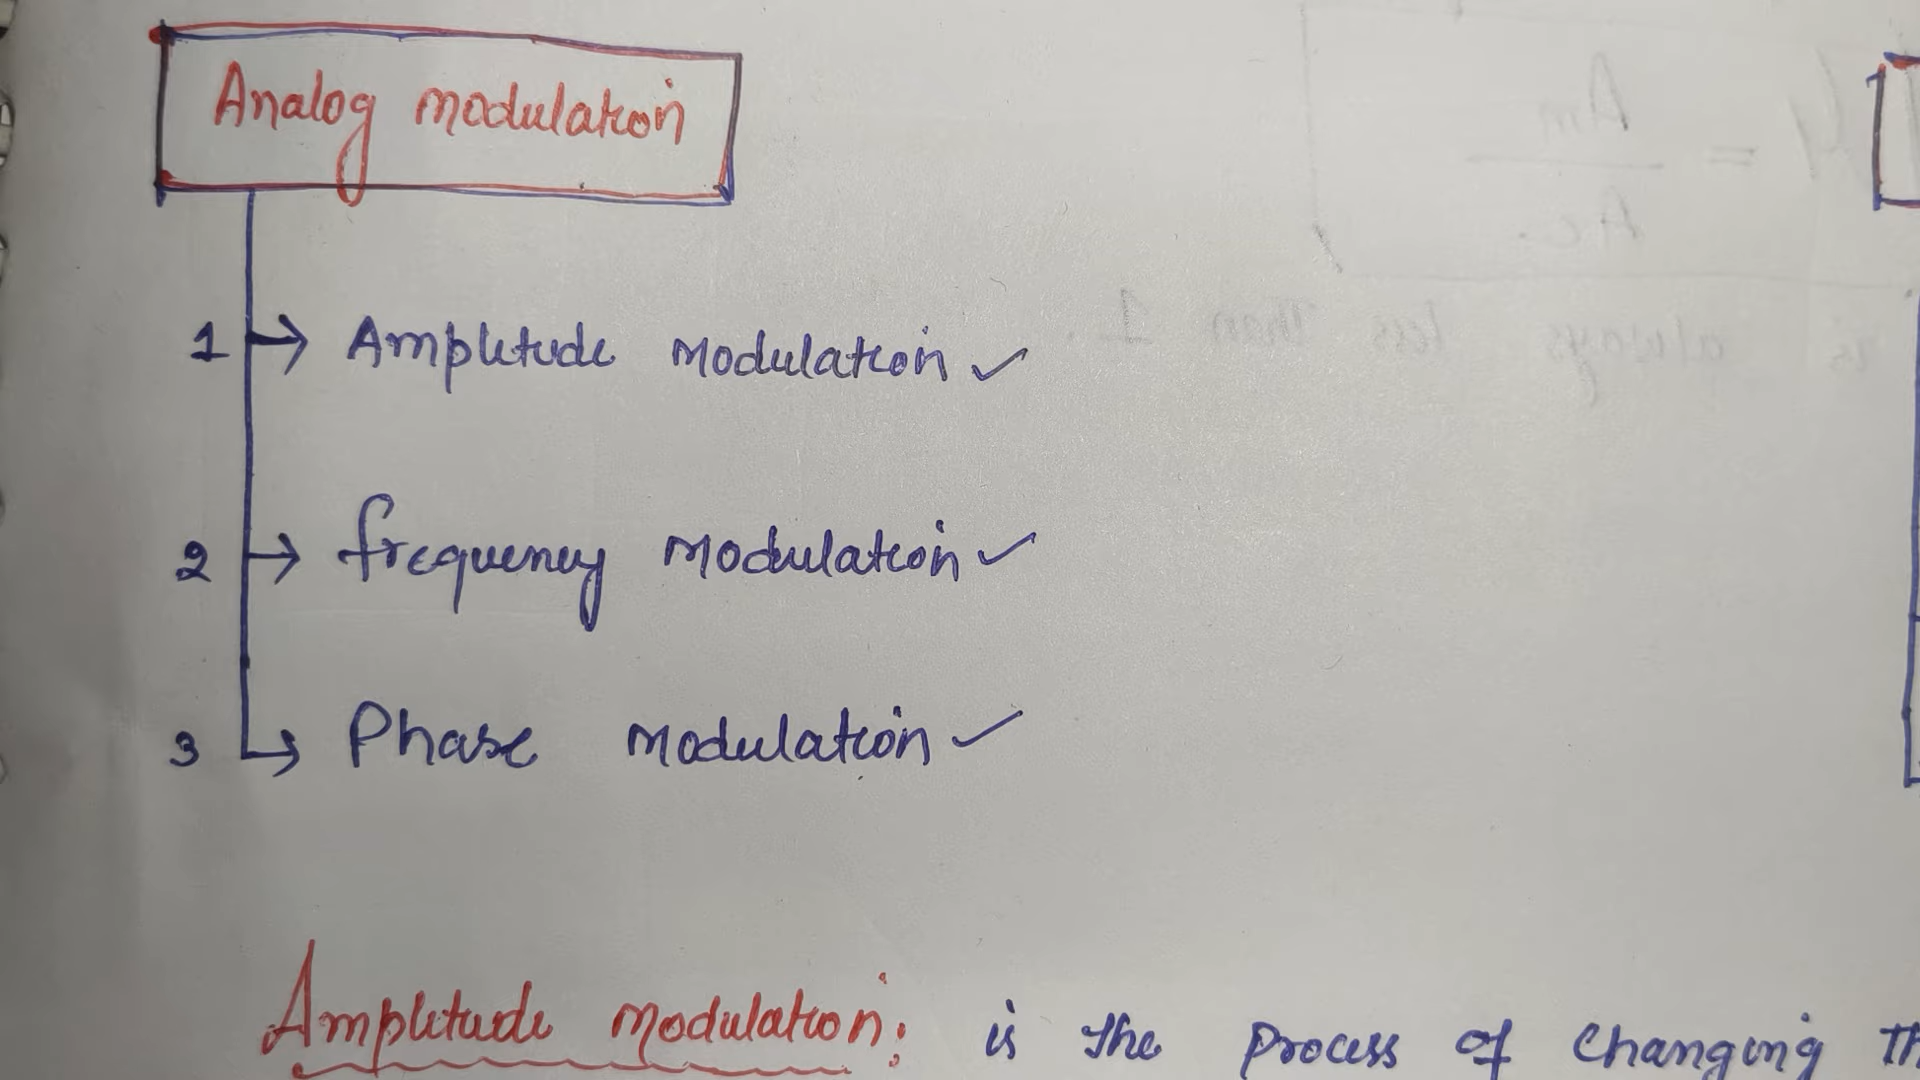 Analog modulation
1 → Amplitude modulation ✓
2 → frequency modulation ✓
3 → Phase modulation ✓
Amplitude modulation: is the process of changing